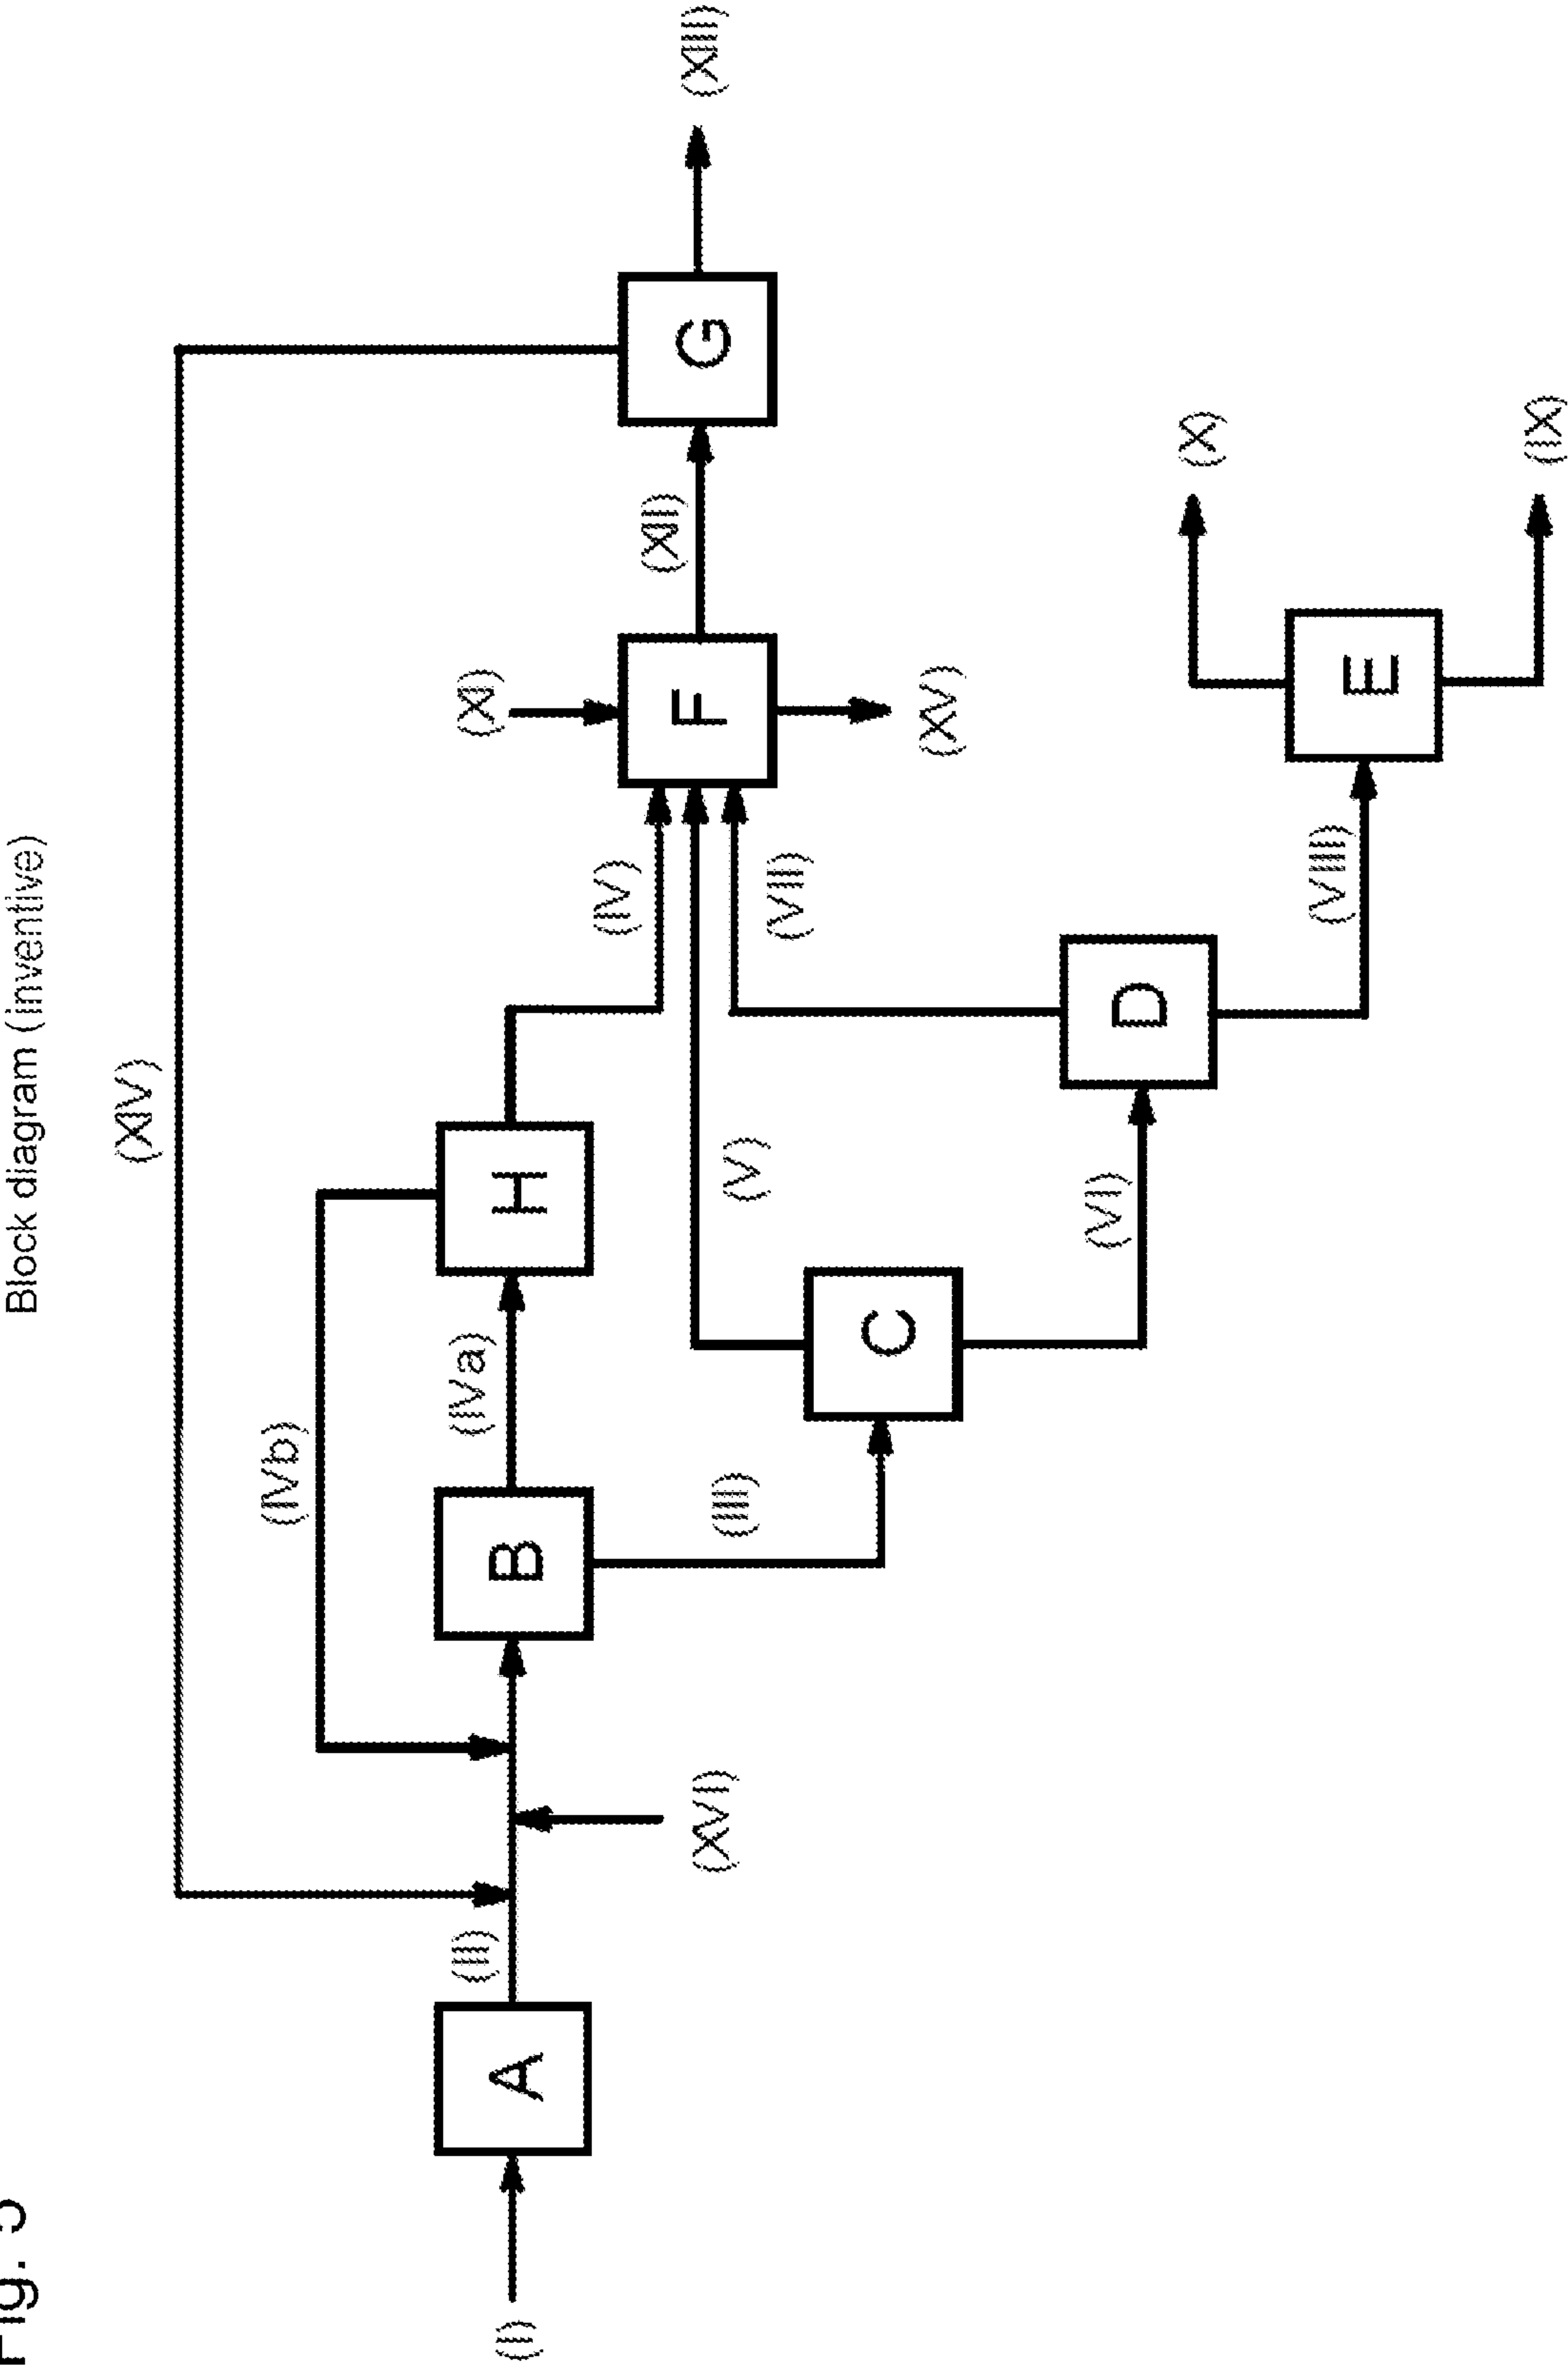 Fig. 5
Block diagram (inventive)
(XIV)
(IVb)
(I)
A
(II)
(XVI)
B
(IVa)
H
(IV)
(XI)
F
(XII)
G
(XIII)
(III)
C
(V)
(VII)
(XV)
(VI)
D
(VIII)
E
(X)
(IX)